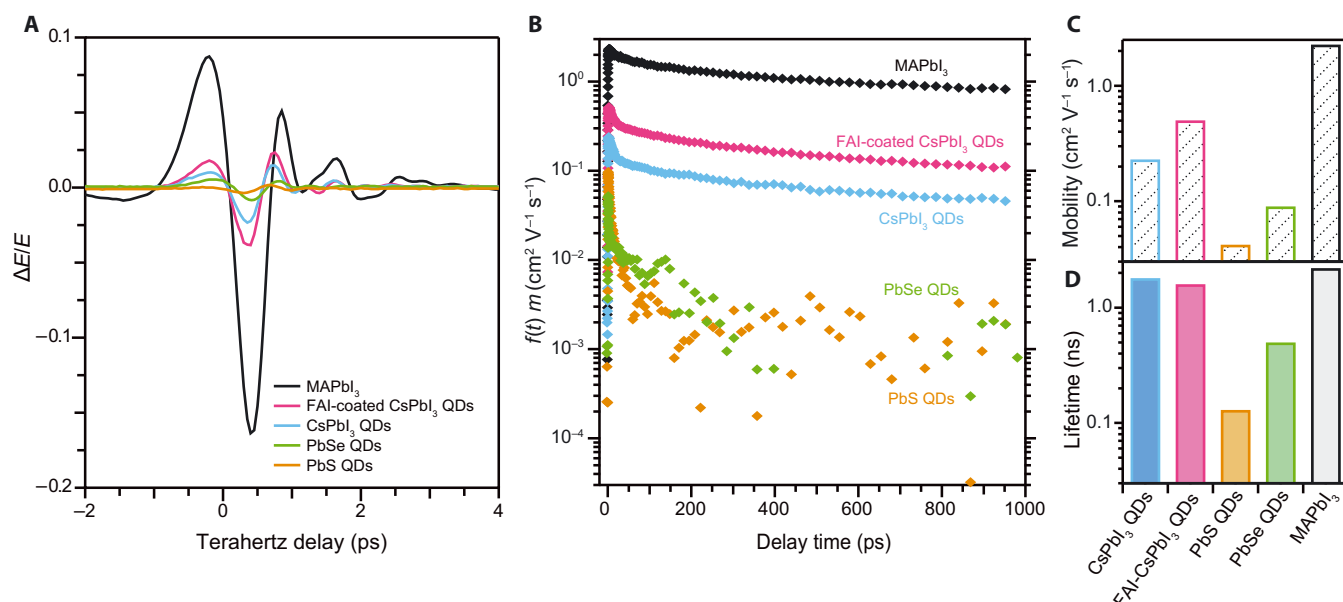 A
0.1
0.0
−0.1
−0.2
ΔE/E
MAPbI₃
FAI-coated CsPbI₃ QDs
CsPbI₃ QDs
PbSe QDs
PbS QDs
−2
0
2
4
Terahertz delay (ps)
B
10⁰
10⁻¹
10⁻²
10⁻³
10⁻⁴
f(t) m (cm² V⁻¹ s⁻¹)
MAPbI₃
FAI-coated CsPbI₃ QDs
CsPbI₃ QDs
PbSe QDs
PbS QDs
0
200
400
600
800
1000
Delay time (ps)
C
1.0
0.1
Mobility (cm² V⁻¹ s⁻¹)
D
1.0
0.1
Lifetime (ns)
CsPbI₃ QDs
FAI-CsPbI₃ QDs
PbS QDs
PbSe QDs
MAPbI₃